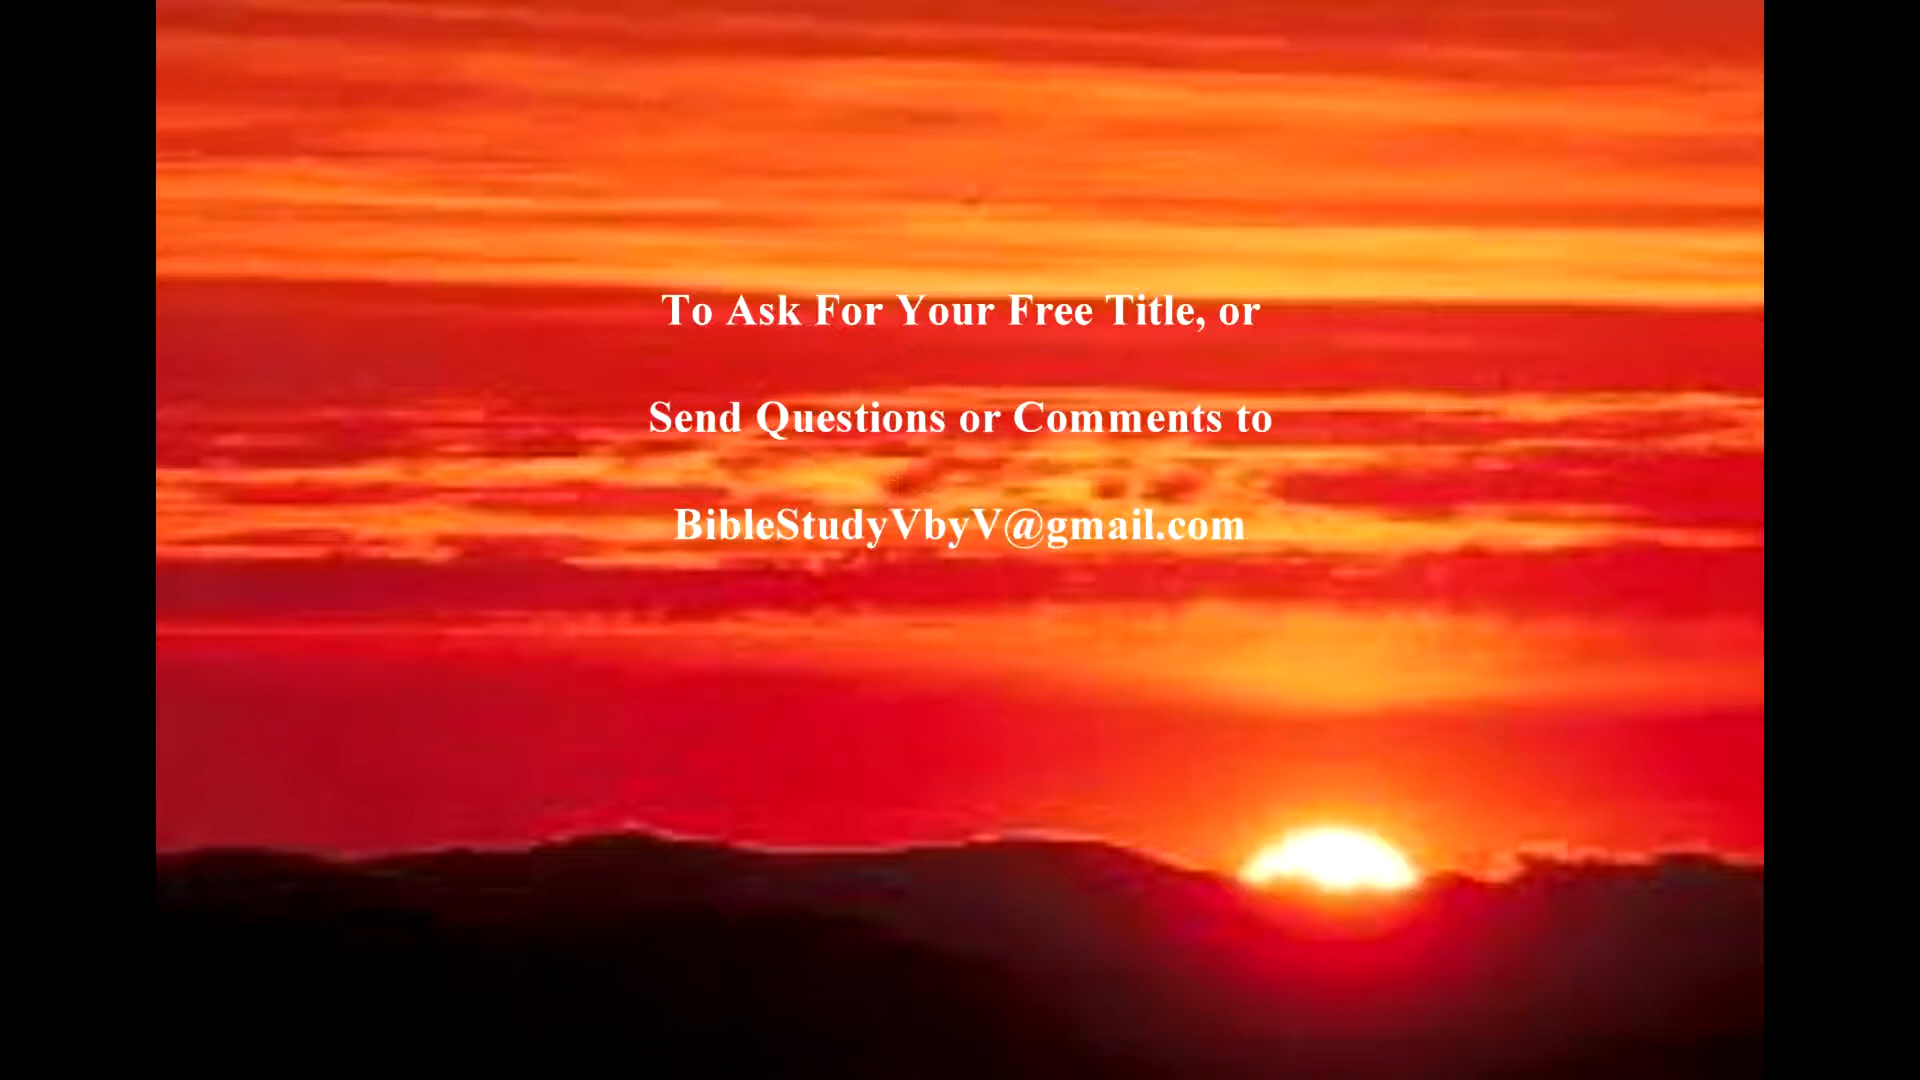 To Ask For Your Free Title, or
Send Questions or Comments to
BibleStudyVbyV@gmail.com